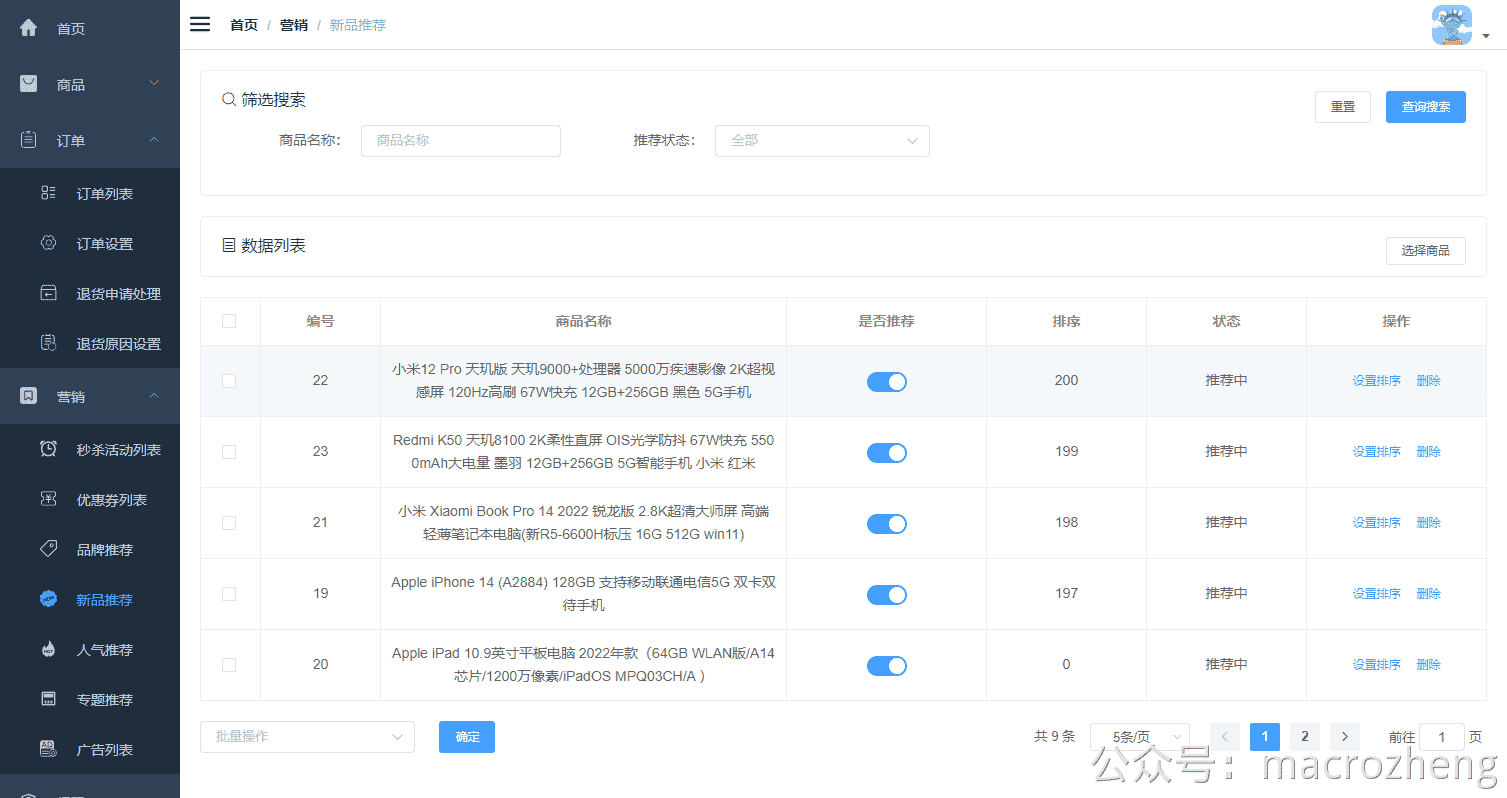 首页
商品
订单
订单列表
订单设置
退货申请处理
退货原因设置
营销
秒杀活动列表
优惠券列表
品牌推荐
新品推荐
人气推荐
专题推荐
广告列表
首页 / 营销 / 新品推荐
筛选搜索
重置 查询搜索
商品名称： 商品名称 推荐状态： 全部
数据列表
选择商品
编号 商品名称 是否推荐 排序 状态 操作
22 小米12 Pro 天玑版 天玑9000+处理器 5000万疾速影像 2K超视
感屏 120Hz高刷 67W快充 12GB+256GB 黑色 5G手机 200 推荐中 设置排序 删除
23 Redmi K50 天玑8100 2K柔性直屏 OIS光学防抖 67W快充 550
0mAh大电量 墨羽 12GB+256GB 5G智能手机 小米 红米 199 推荐中 设置排序 删除
21 小米 Xiaomi Book Pro 14 2022 锐龙版 2.8K超清大师屏 高端
轻薄笔记本电脑(新R5-6600H标压 16G 512G win11) 198 推荐中 设置排序 删除
19 Apple iPhone 14 (A2884) 128GB 支持移动联通电信5G 双卡双
待手机 197 推荐中 设置排序 删除
20 Apple iPad 10.9英寸平板电脑 2022年款（64GB WLAN版/A14
芯片/1200万像素/iPadOS MPQ03CH/A ） 0 推荐中 设置排序 删除
批量操作 确定 共 9 条 5条/页 1 2 前往 1 页
公众号：macrozheng